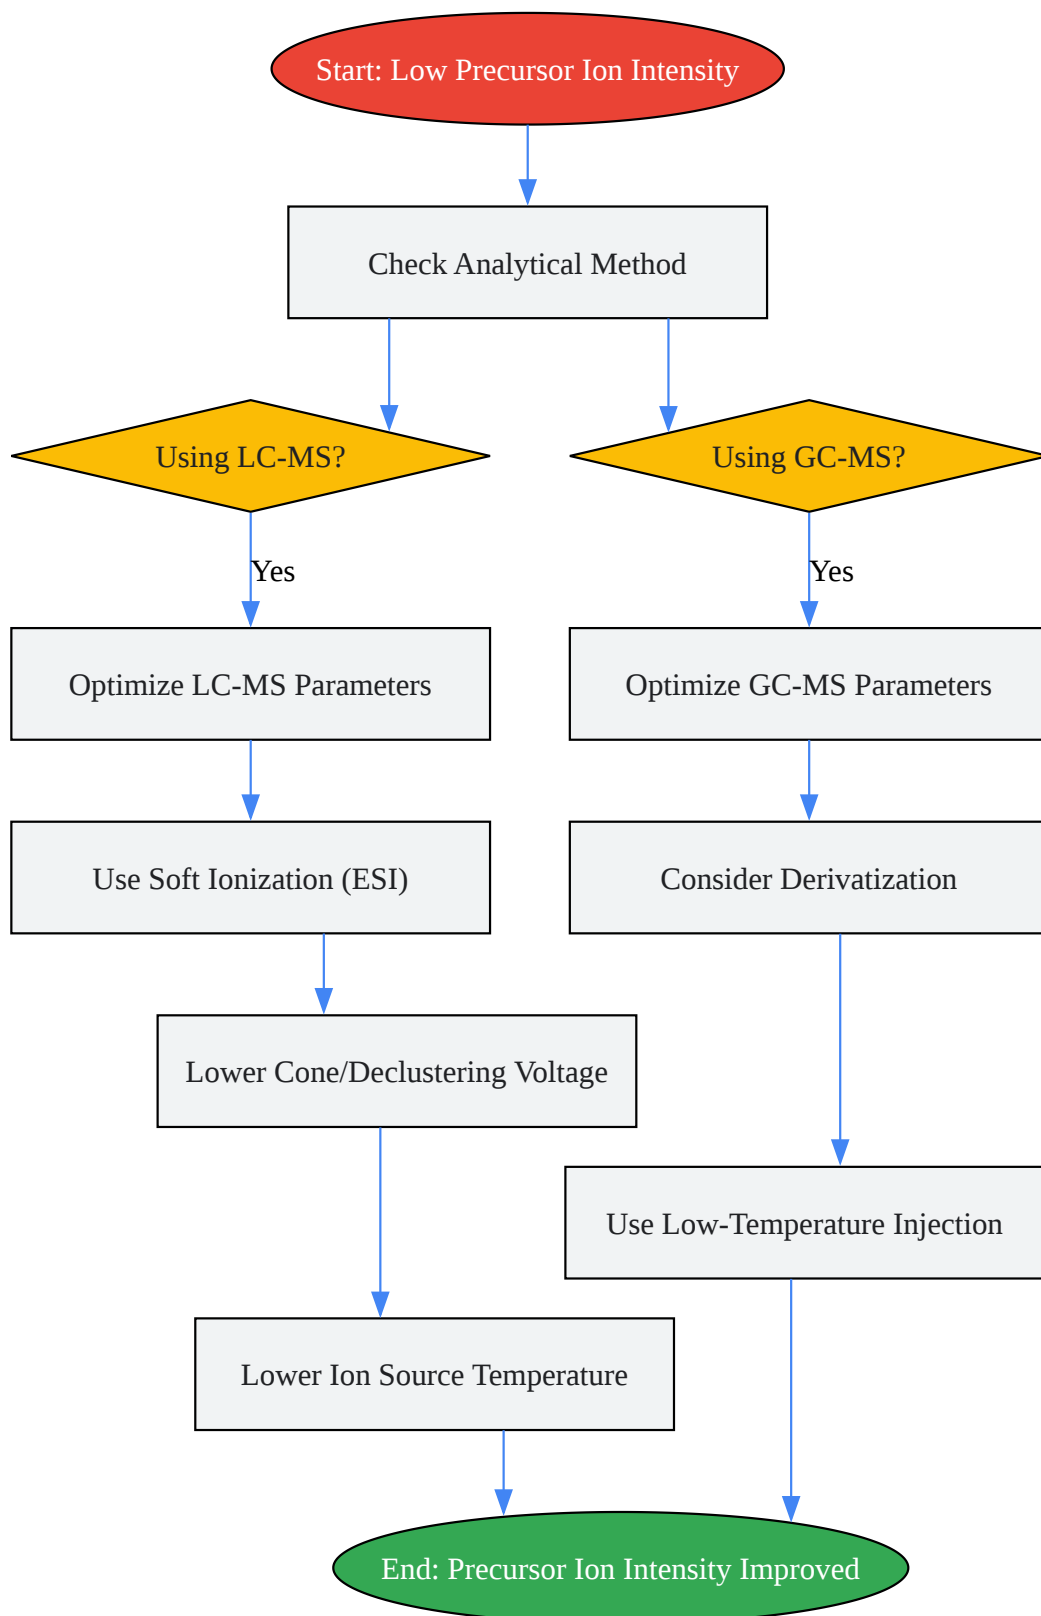 Start: Low Precursor Ion Intensity
Check Analytical Method
Using LC-MS?
Using GC-MS?
Yes
Yes
Optimize LC-MS Parameters
Optimize GC-MS Parameters
Use Soft Ionization (ESI)
Consider Derivatization
Lower Cone/Declustering Voltage
Use Low-Temperature Injection
Lower Ion Source Temperature
End: Precursor Ion Intensity Improved